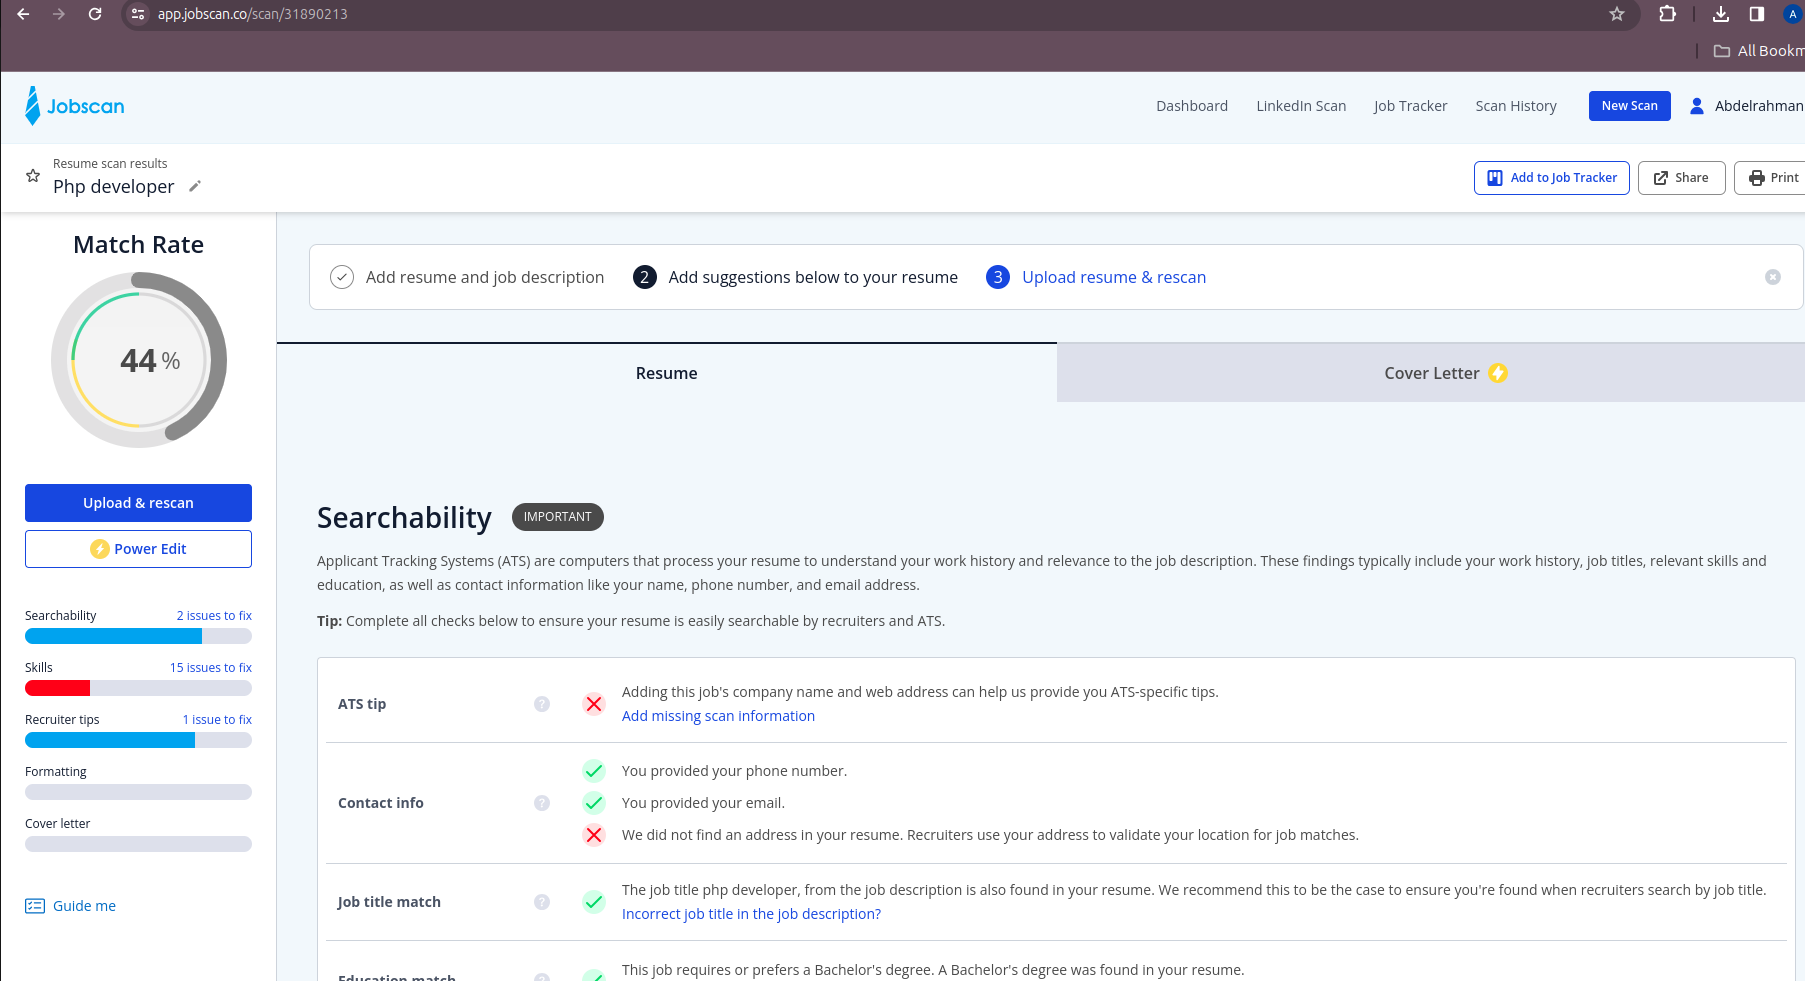 app.jobscan.co/scan/31890213
A
All Bookm
Jobscan
Dashboard
LinkedIn Scan
Job Tracker
Scan History
New Scan
Abdelrahman
Resume scan results
Php developer
Add to Job Tracker
Share
Print
Match Rate
44 %
Upload & rescan
Power Edit
Searchability 2 issues to fix
Skills 15 issues to fix
Recruiter tips 1 issue to fix
Formatting
Cover letter
Guide me
Add resume and job description
2 Add suggestions below to your resume
3 Upload resume & rescan
Resume
Cover Letter
Searchability IMPORTANT
Applicant Tracking Systems (ATS) are computers that process your resume to understand your work history and relevance to the job description. These findings typically include your work history, job titles, relevant skills and
education, as well as contact information like your name, phone number, and email address.
Tip: Complete all checks below to ensure your resume is easily searchable by recruiters and ATS.
ATS tip
?
Adding this job's company name and web address can help us provide you ATS-specific tips.
Add missing scan information
Contact info
?
You provided your phone number.
You provided your email.
We did not find an address in your resume. Recruiters use your address to validate your location for job matches.
Job title match
?
The job title php developer, from the job description is also found in your resume. We recommend this to be the case to ensure you're found when recruiters search by job title.
Incorrect job title in the job description?
Education match
?
This job requires or prefers a Bachelor's degree. A Bachelor's degree was found in your resume.